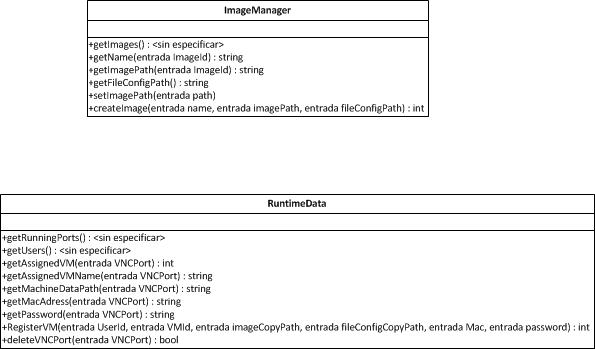 ImageManager
+getImages() : <sin especificar>
+getName(entrada ImageId) : string
+getImagePath(entrada ImageId) : string
+getFileConfigPath() : string
+setImagePath(entrada path)
+createImage(entrada name, entrada imagePath, entrada fileConfigPath) : int
RuntimeData
+getRunningPorts() : <sin especificar>
+getUsers() : <sin especificar>
+getAssignedVM(entrada VNCPort) : int
+getAssignedVMName(entrada VNCPort) : string
+getMachineDataPath(entrada VNCPort) : string
+getMacAdress(entrada VNCPort) : string
+getPassword(entrada VNCPort) : string
+RegisterVM(entrada UserId, entrada VMId, entrada imageCopyPath, entrada fileConfigCopyPath, entrada Mac, entrada password) : int
+deleteVNCPort(entrada VNCPort) : bool